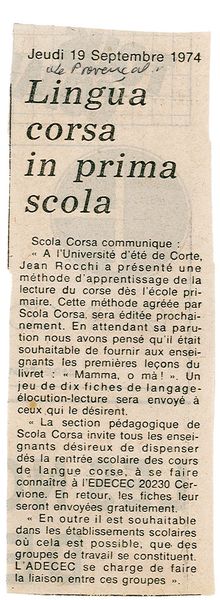 Jeudi 19 Septembre 1974
Le Provençal
Lingua
corsa
in prima
scola
Scola Corsa communique :
« A l'Université d'été de Corte,
Jean Rocchi a présenté une
méthode d'apprentissage de la
lecture du corse dès l'école pri-
maire. Cette méthode agréée par
Scola Corsa, sera éditée prochai-
nement. En attendant sa paru-
tion nous avons pensé qu'il était
souhaitable de fournir aux ensei-
gnants les premières leçons du
livret : « Mamma, o mà ! ». Un
jeu de dix fiches de langage-
élocution-lecture sera envoyé à
ceux qui le désirent.
« La section pédagogique de
Scola Corsa invite tous les ensei-
gnants désireux de dispenser
dès la rentrée scolaire des cours
de langue corse, à se faire
connaître à l'EDECEC 20230 Cer-
vione. En retour, les fiches leur
seront envoyées gratuitement.
« En outre il est souhaitable
dans les établissements scolaires
où cela est possible, que des
des groupes de travail se constituent.
L'ADECEC se charge de faire
la liaison entre ces groupes ».